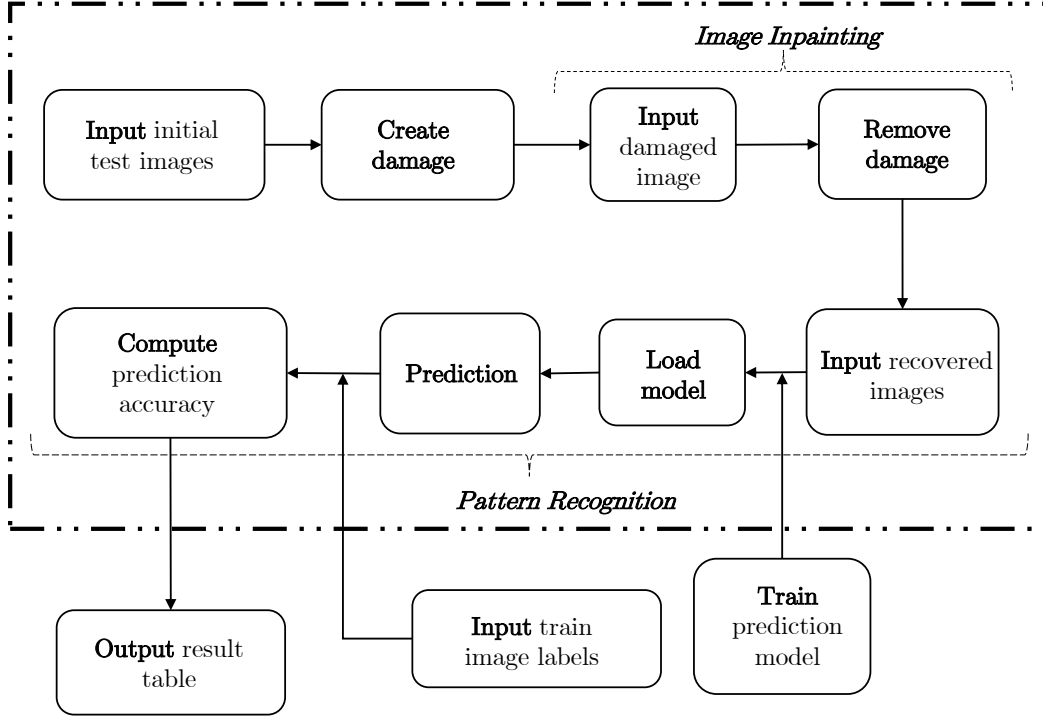 Image Inpainting
Input initial
test images
Create
damage
Input
damaged
image
Remove
damage
Compute
prediction
accuracy
Prediction
Load
model
Input recovered
images
Pattern Recognition
Output result
table
Input train
image labels
Train
prediction
model